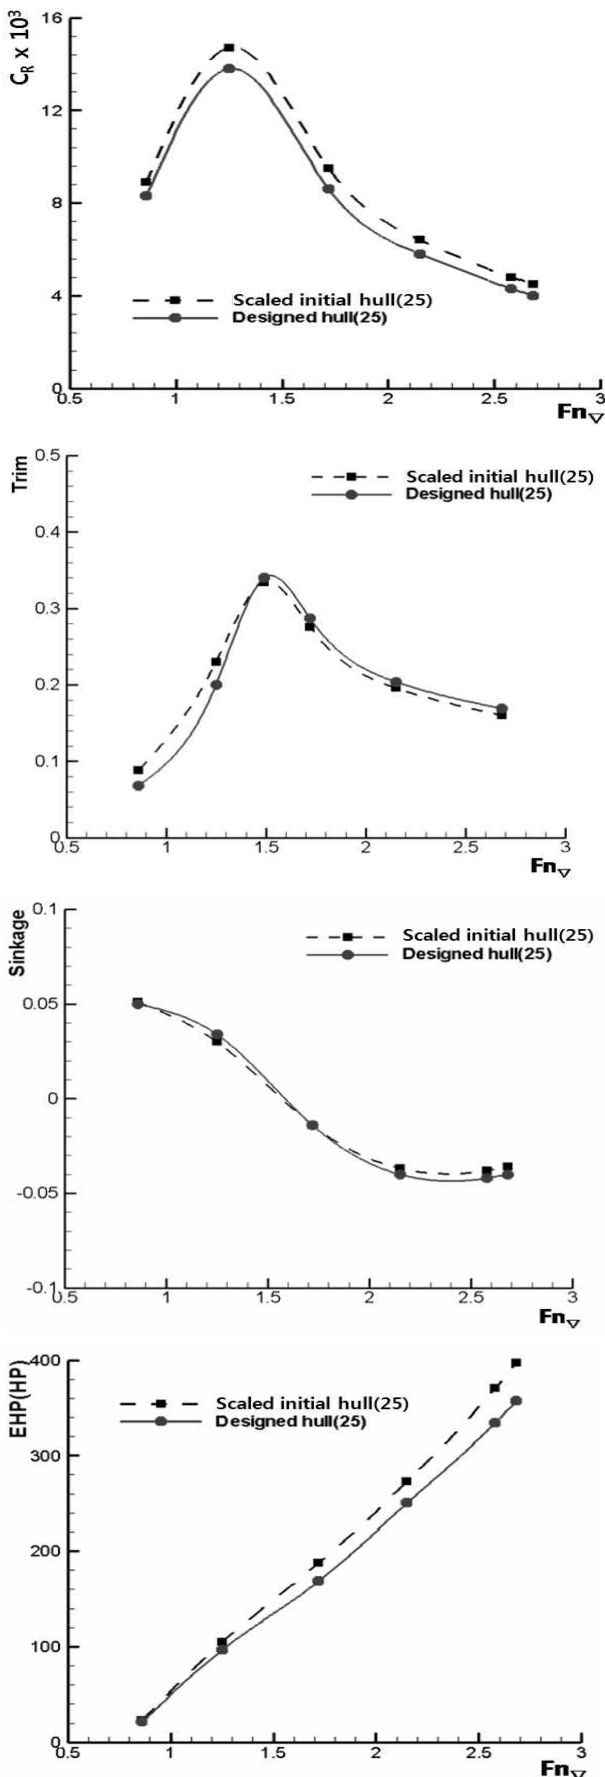 16
C_R x 10³
12
8
4
0
Scaled initial hull(25)
Designed hull(25)
0.5 1 1.5 2 2.5 3
Fn▽
0.5
Trim
0.4
0.3
0.2
0.1
0
Scaled initial hull(25)
Designed hull(25)
0.5 1 1.5 2 2.5 3
Fn▽
0.1
Sinkage
0.05
0
-0.05
-0.1
Scaled initial hull(25)
Designed hull(25)
0.5 1 1.5 2 2.5 3
Fn▽
400
EHP(HP)
300
200
100
0
Scaled initial hull(25)
Designed hull(25)
0.5 1 1.5 2 2.5 3
Fn▽